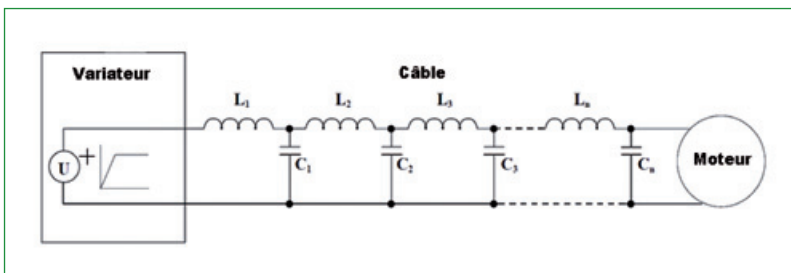 Variateur
Câble
L1
L2
L3
Ln
U
+
C1
C2
C3
Cn
Moteur